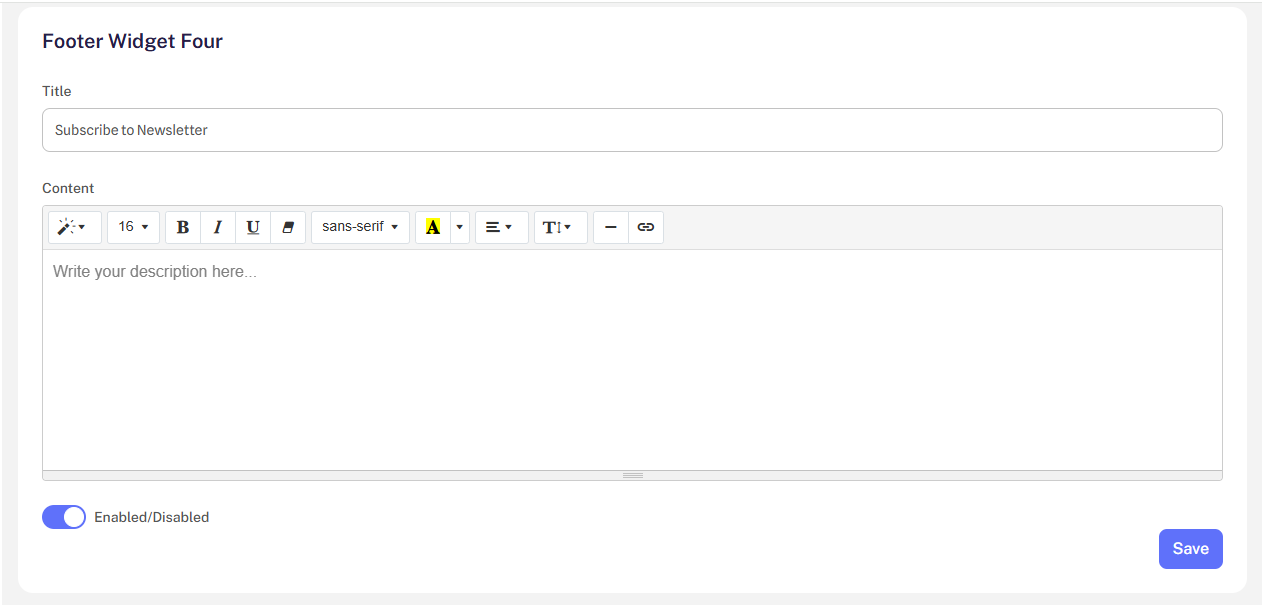 Footer Widget Four
Title
Subscribe to Newsletter
Content
16 B I U sans-serif A T
Write your description here...
Enabled/Disabled
Save